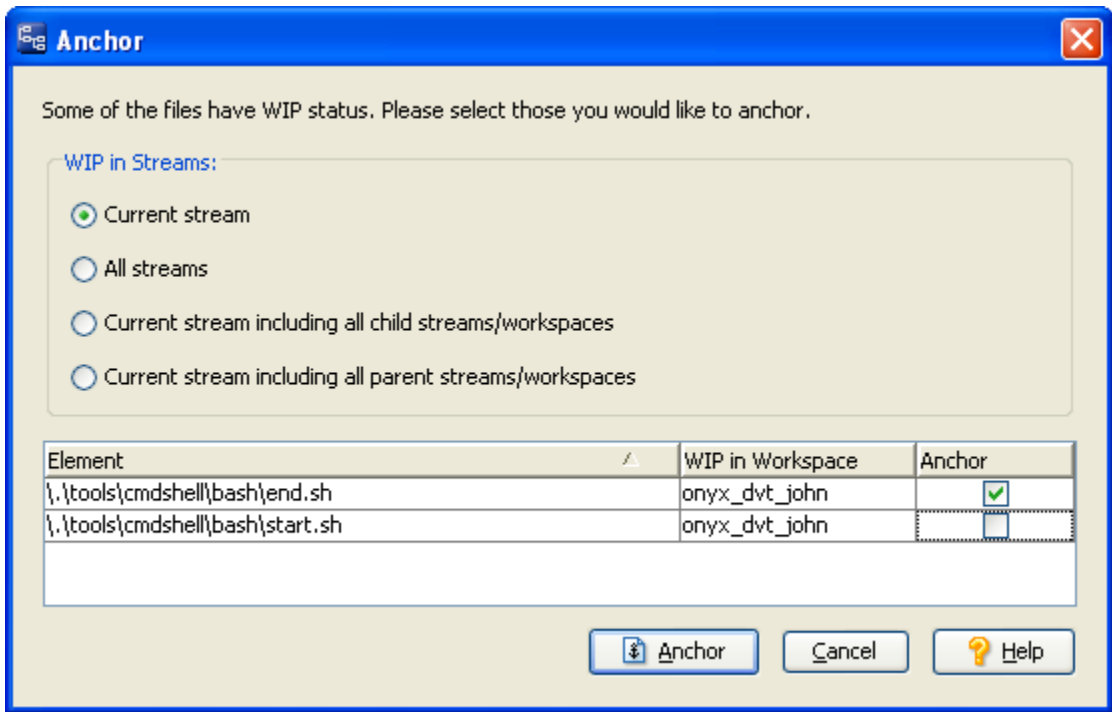 Anchor
Some of the files have WIP status. Please select those you would like to anchor.
WIP in Streams:
Current stream
All streams
Current stream including all child streams/workspaces
Current stream including all parent streams/workspaces
Element WIP in Workspace Anchor
\.\tools\cmdshell\bash\end.sh onyx_dvt_john
\.\tools\cmdshell\bash\start.sh onyx_dvt_john
Anchor Cancel Help